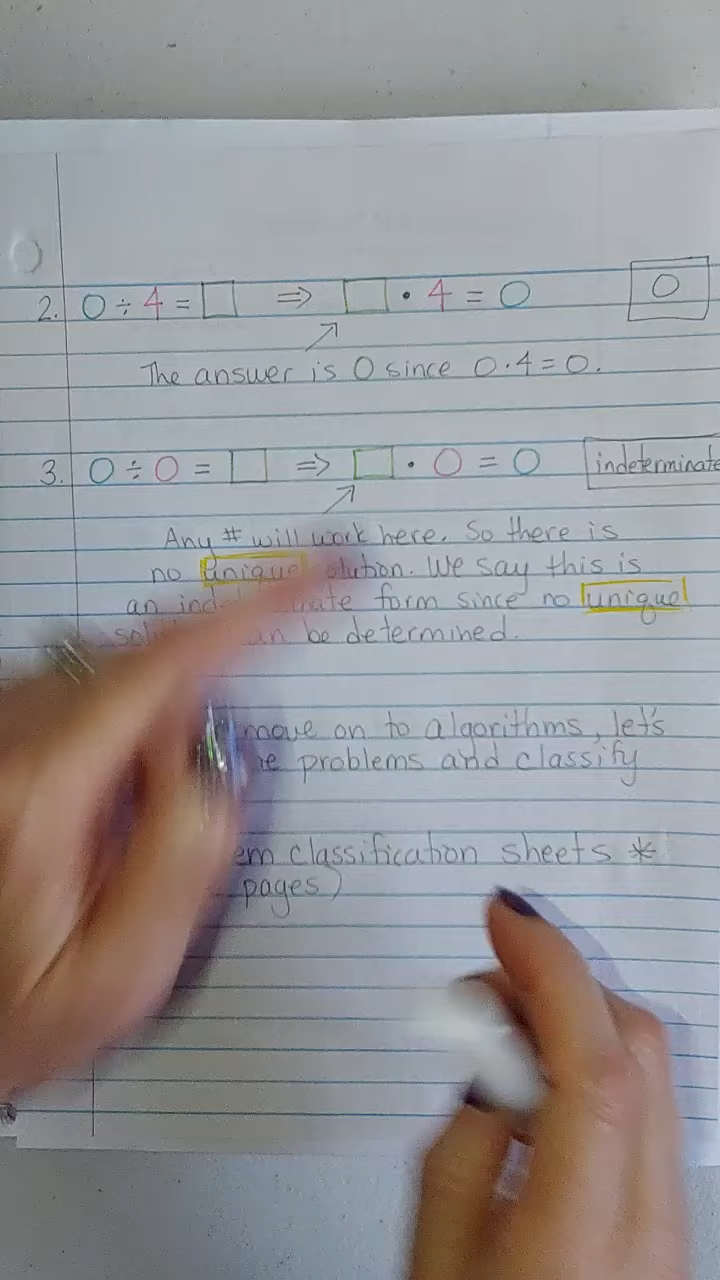 2. 0 ÷ 4 = □ ⇒ □ · 4 = 0 0
The answer is 0 since 0·4=0.
3. 0 ÷ 0 = □ ⇒ □ · 0 = 0 indeterminate
Any # will work here. So there is
no unique solution. We say this is
an form since no unique
can be determined.
move on to algorithms, let's
problems and classify
classification sheets *
pages)